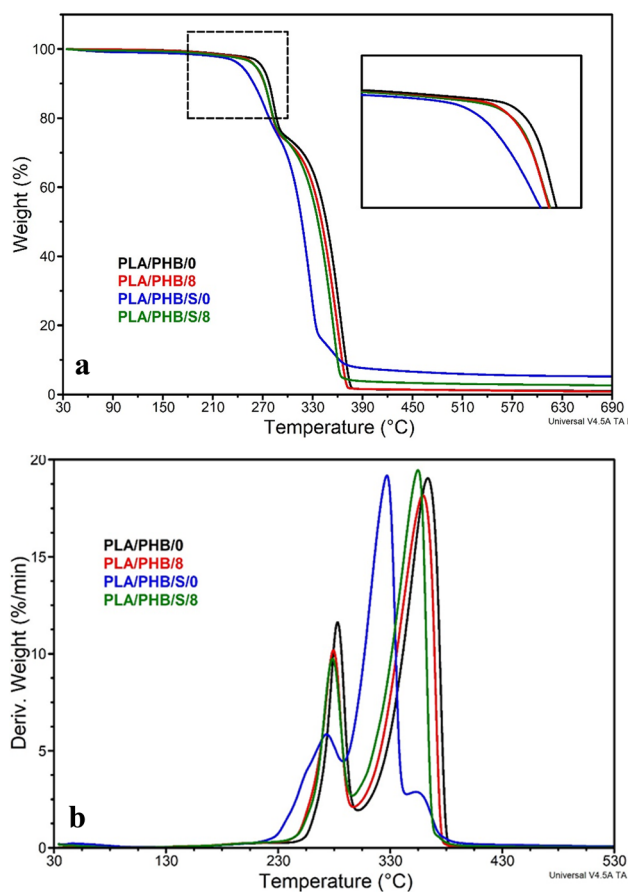 100
80
60
40
20
0
Weight (%)
PLA/PHB/0
PLA/PHB/8
PLA/PHB/S/0
PLA/PHB/S/8
a
30 90 150 210 270 330 390 450 510 570 630 690
Temperature (°C)
Universal V4.5A TA
20
15
10
5
0
Deriv. Weight (%/min)
PLA/PHB/0
PLA/PHB/8
PLA/PHB/S/0
PLA/PHB/S/8
b
30 130 230 330 430 530
Temperature (°C)
Universal V4.5A TA